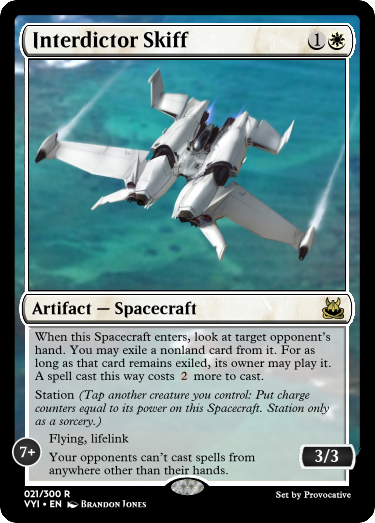 Interdictor Skiff 1
Artifact — Spacecraft
When this Spacecraft enters, look at target opponent's
hand. You may exile a nonland card from it. For as
long as that card remains exiled, its owner may play it.
A spell cast this way costs 2 more to cast.
Station (Tap another creature you control: Put charge
counters equal to its power on this Spacecraft. Station only
as a sorcery.)
7+
Flying, lifelink
Your opponents can't cast spells from
anywhere other than their hands.
3/3
021/300 R
VYI • EN Brandon Jones
Set by Provocative